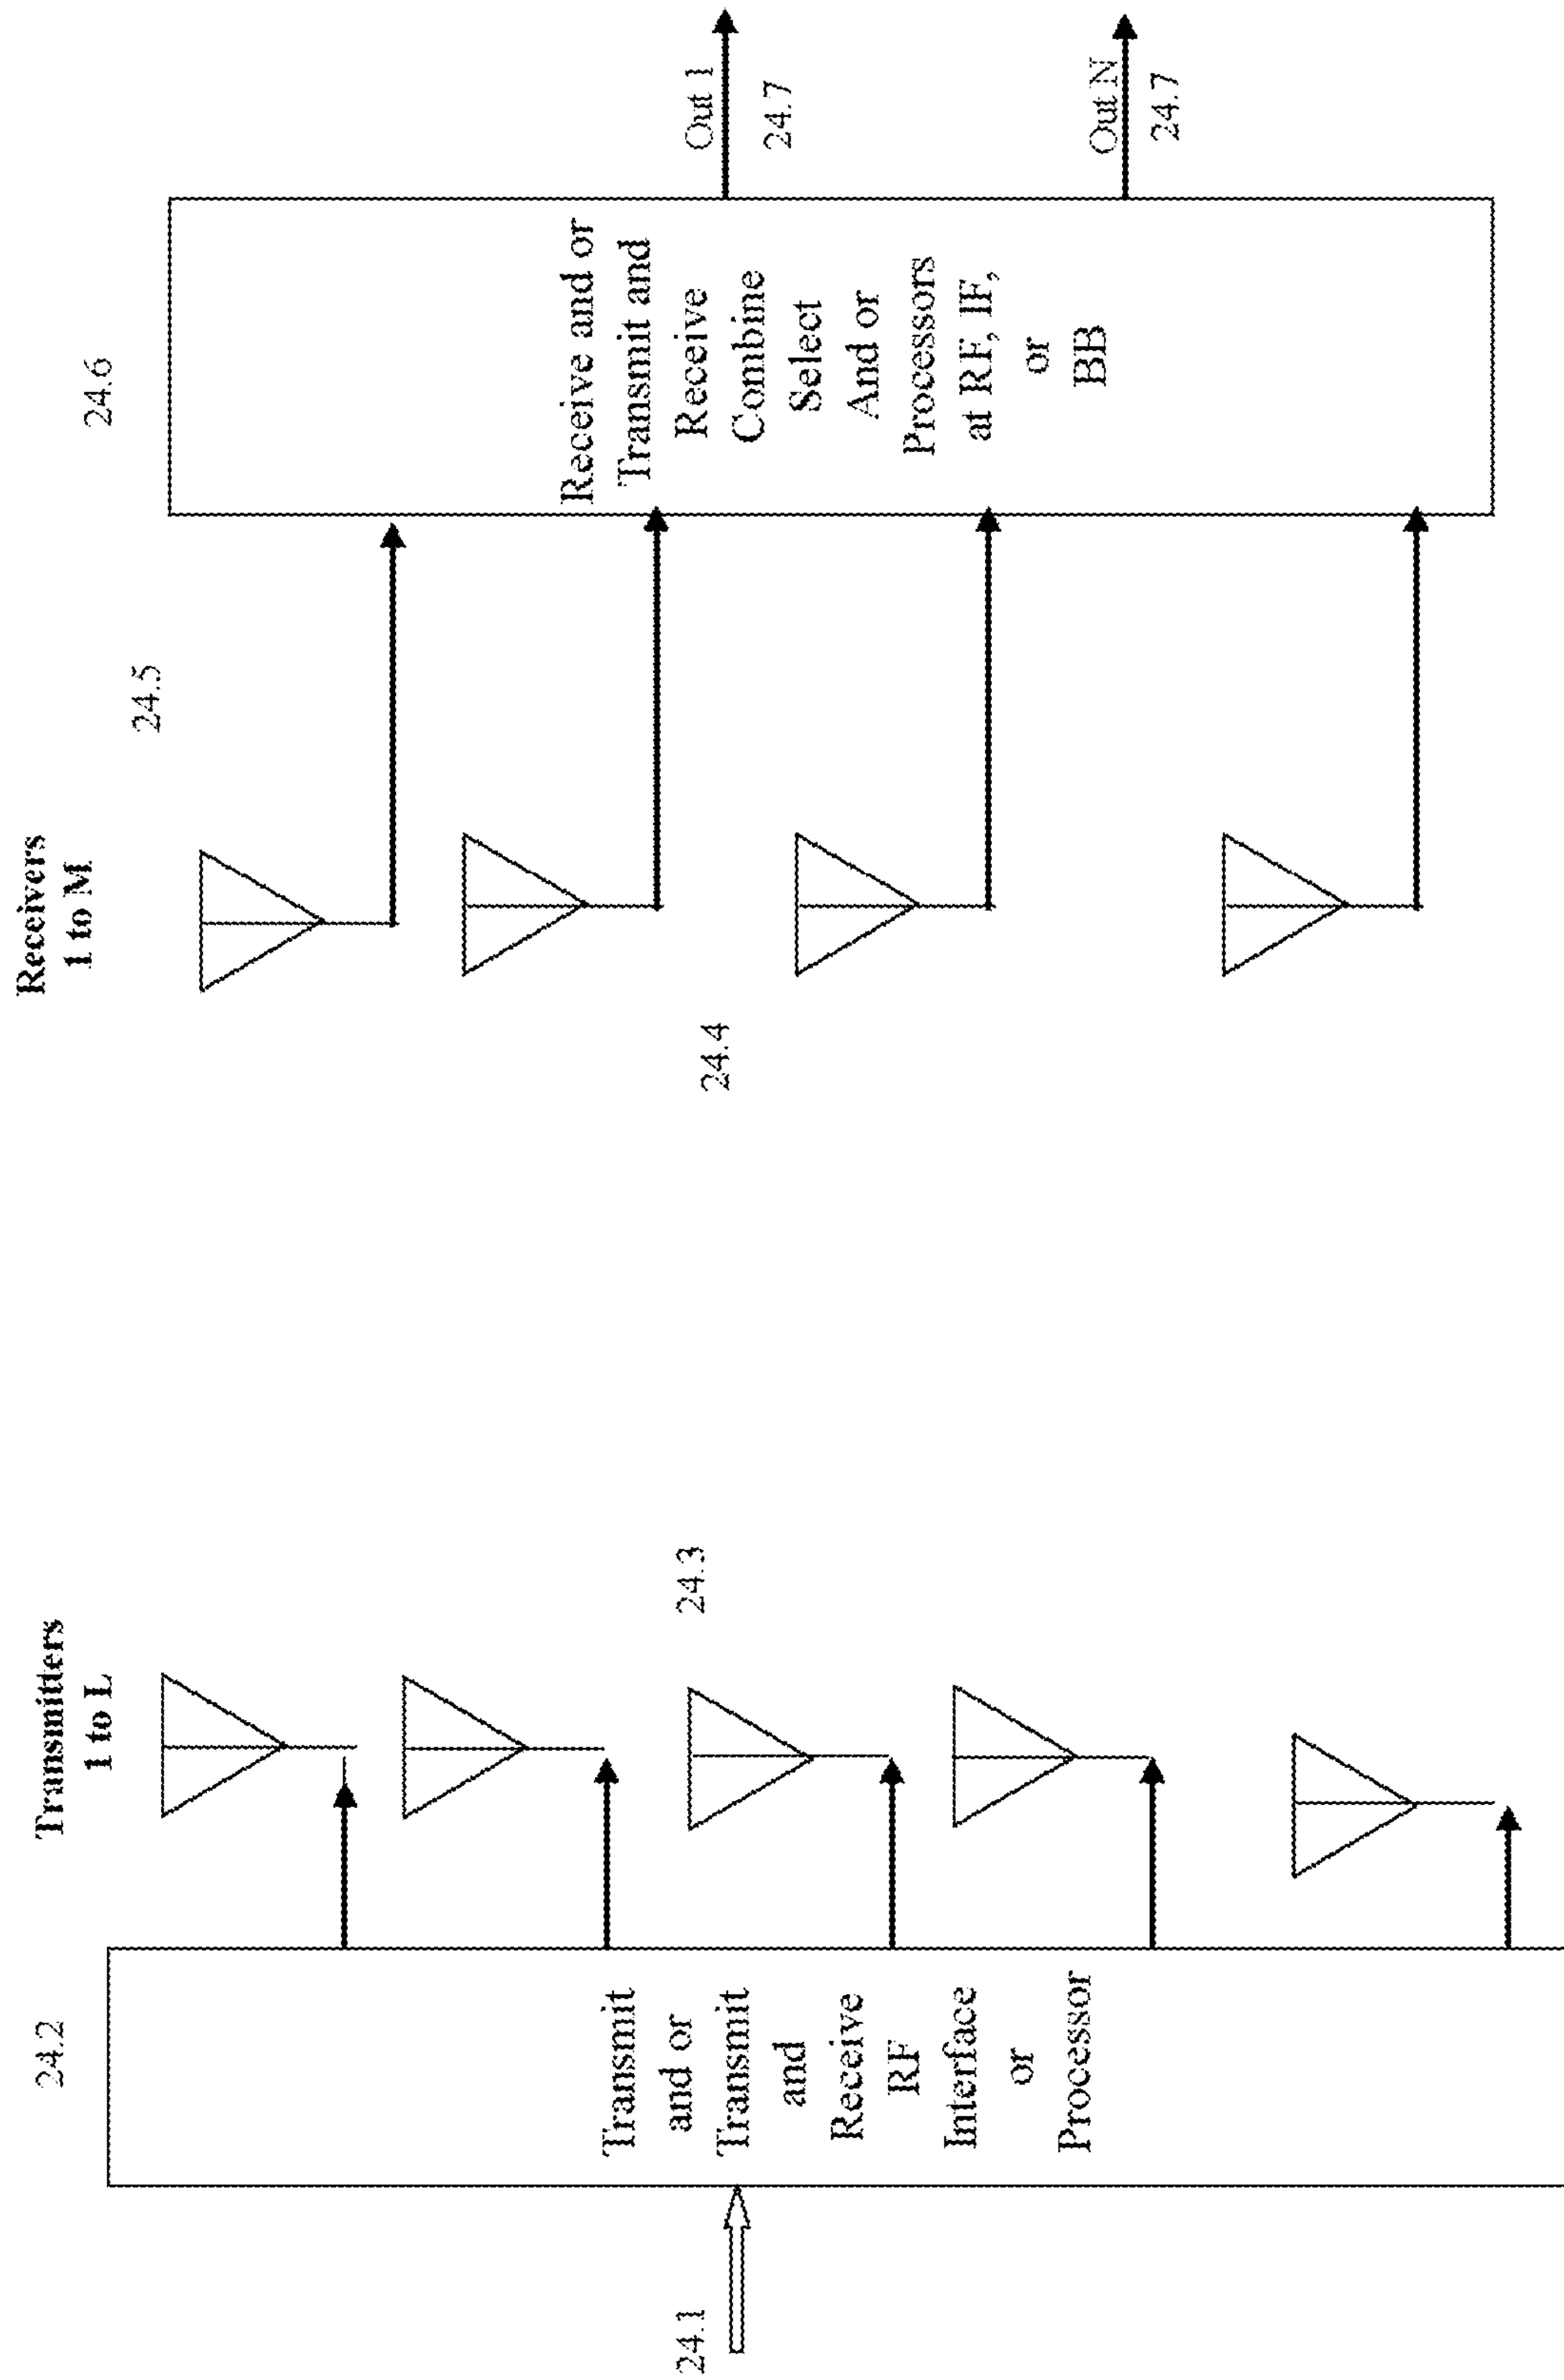 24.1
24.2
Transmit
and or
Transmit
and
Receive
RF
Interface
or
Processor
Transmitters
1 to L
24.3
24.4
Receivers
1 to M
24.5
24.6
Receive and or
Transmit and
Receive
Combine
Select
And or
Processors
at RF, IF,
or
BB
Out 1
24.7
Out N
24.7